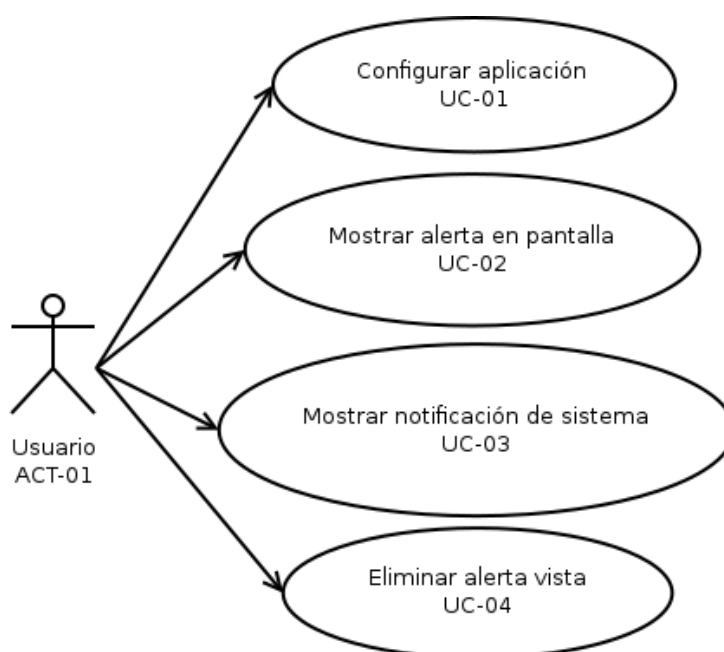 Configurar aplicación
UC-01
Mostrar alerta en pantalla
UC-02
Mostrar notificación de sistema
UC-03
Usuario
ACT-01
Eliminar alerta vista
UC-04